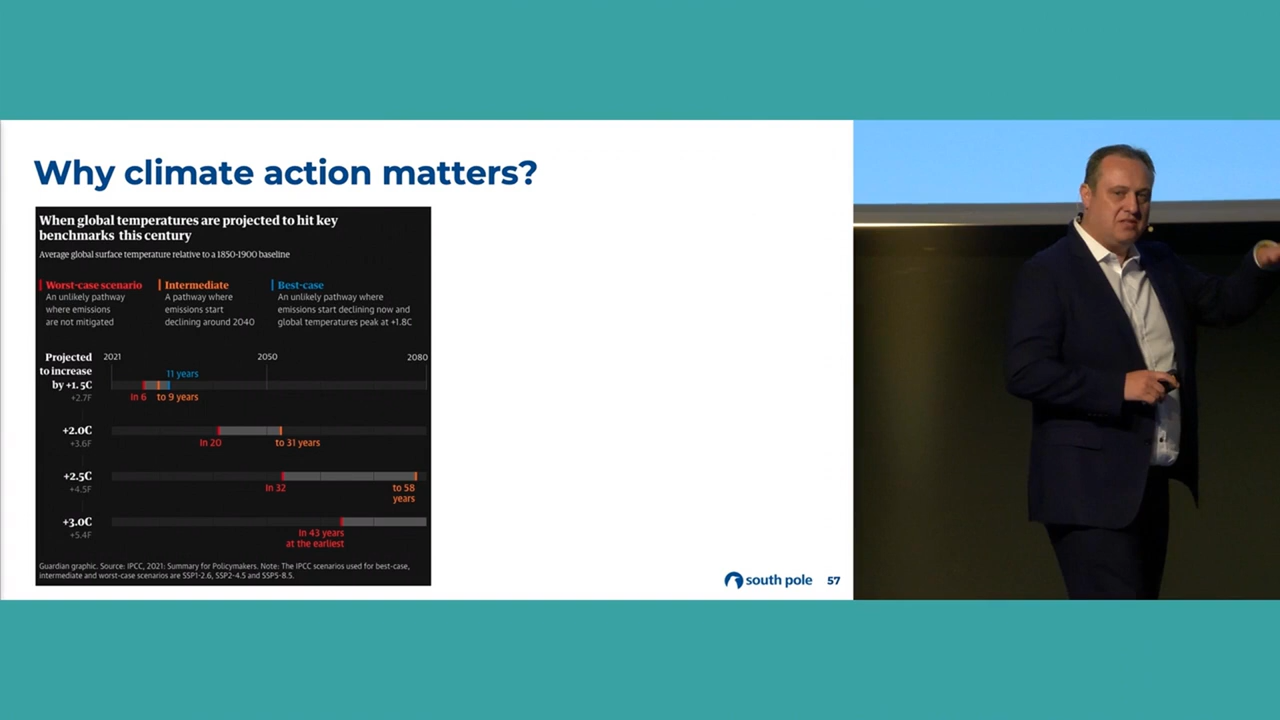 Why climate action matters?
When global temperatures are projected to hit key
benchmarks this century
Average global surface temperature relative to a 1850-1900 baseline
Worst-case scenario
An unlikely pathway
where emissions
are not mitigated
Intermediate
A pathway where
emissions start
declining around 2040
Best-case
An unlikely pathway where
emissions start declining now and
global temperatures peak at +1.8C
Projected
to increase
by +1.5C
+2.7F
2021
2050
2080
11 years
In 6
to 9 years
+2.0C
+3.6F
In 20
to 31 years
+2.5C
+4.5F
In 32
to 58
years
+3.0C
+5.4F
In 43 years
at the earliest
Guardian graphic. Source: IPCC, 2021: Summary for Policymakers. Note: The IPCC scenarios used for best-case,
intermediate and worst-case scenarios are SSP1-2.6, SSP2-4.5 and SSP5-8.5.
south pole
57